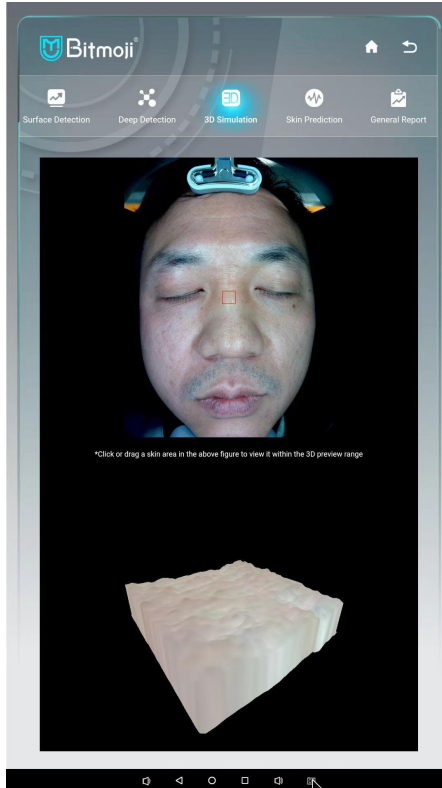 Bitmoji
Surface Detection
Deep Detection
3D
3D Simulation
Skin Prediction
General Report
*Click or drag a skin area in the above figure to view it within the 3D preview range